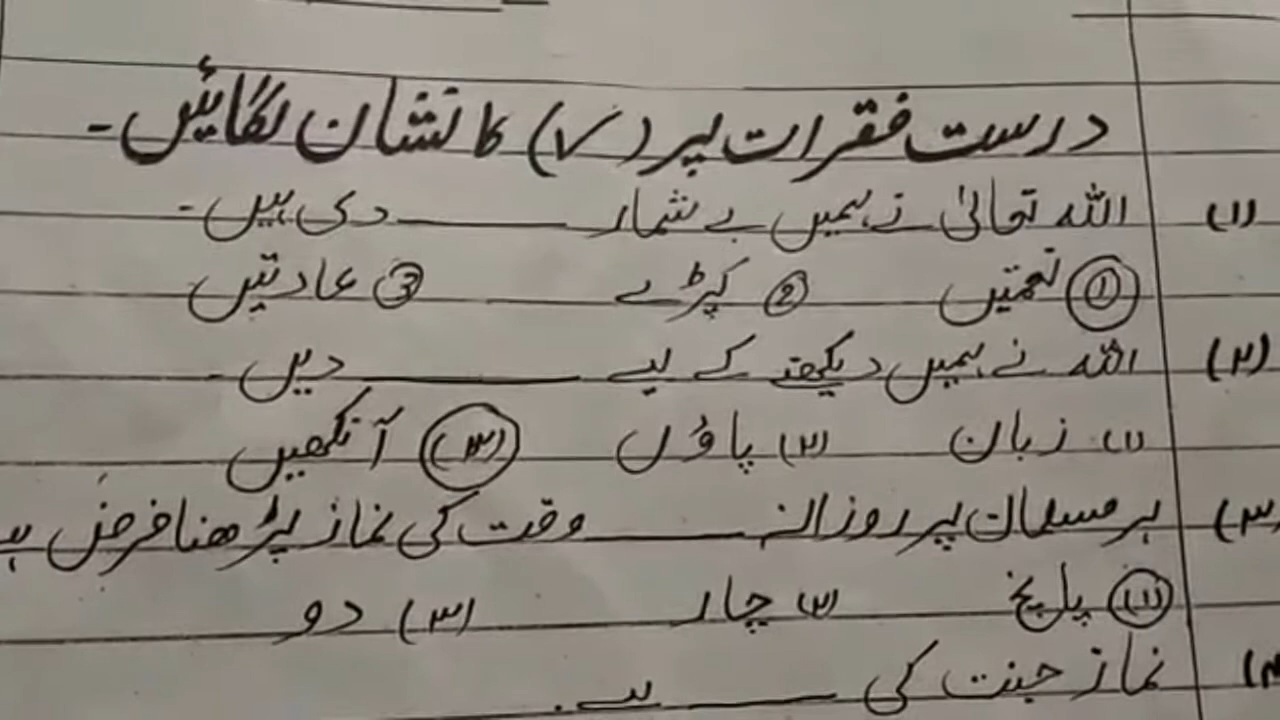 درست فقرات پر (✓) کا نشان لگائیں۔
(۱) اللہ تعالیٰ نے ہمیں بے شمار ______ دی ہیں۔
① نعمتیں ② کپڑے ③ عادتیں
(۲) اللہ نے ہمیں دیکھنے کے لیے ______ دیں۔
(۱) زبان (۲) پاؤں (۳) آنکھیں
(۳) ہر مسلمان پر روزانہ ______ وقت کی نماز پڑھنا فرض ہے
(۱) پانچ (۲) چار (۳) دو
(۴) نماز جنت کی ______ ہے۔